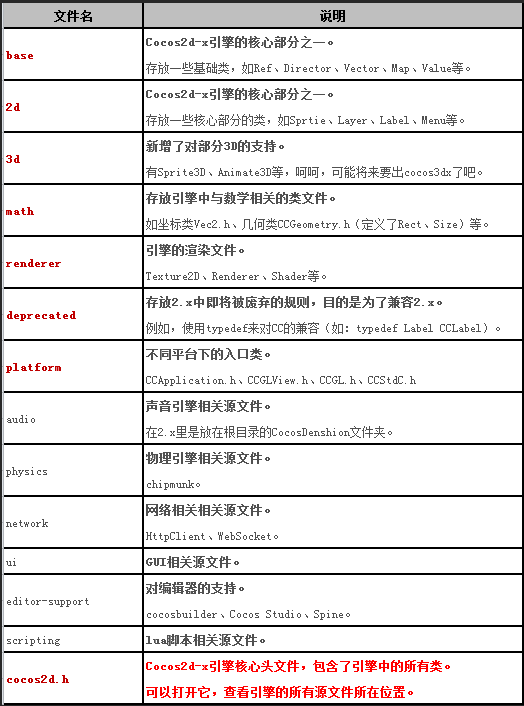 文件名 说明
base
Cocos2d-x引擎的核心部分之一。
存放一些基础类，如Ref、Director、Vector、Map、Value等。
2d
Cocos2d-x引擎的核心部分之一。
存放一些核心部分的类，如Sprtie、Layer、Label、Menu等。
3d
新增了对部分3D的支持。
有Sprite3D、Animate3D等，呵呵，可能将来要出cocos3dx了吧。
math
存放引擎中与数学相关的类文件。
如坐标类Vec2.h、几何类CCGeometry.h（定义了Rect、Size）等。
renderer
引擎的渲染文件。
Texture2D、Renderer、Shader等。
deprecated
存放2.x中即将被废弃的规则，目的是为了兼容2.x。
例如，使用typedef来对CC的兼容（如：typedef Label CCLabel）。
platform
不同平台下的入口类。
CCApplication.h、CCGLView.h、CCGL.h、CCStdC.h
audio
声音引擎相关源文件。
在2.x里是放在根目录的CocosDenshion文件夹。
physics
物理引擎相关源文件。
chipmunk。
network
网络相关相关源文件。
HttpClient、WebSocket。
ui
GUI相关源文件。
editor-support
对编辑器的支持。
cocosbuilder、Cocos Studio、Spine。
scripting
lua脚本相关源文件。
cocos2d.h
Cocos2d-x引擎核心头文件，包含了引擎中的所有类。
可以打开它，查看引擎的所有源文件所在位置。